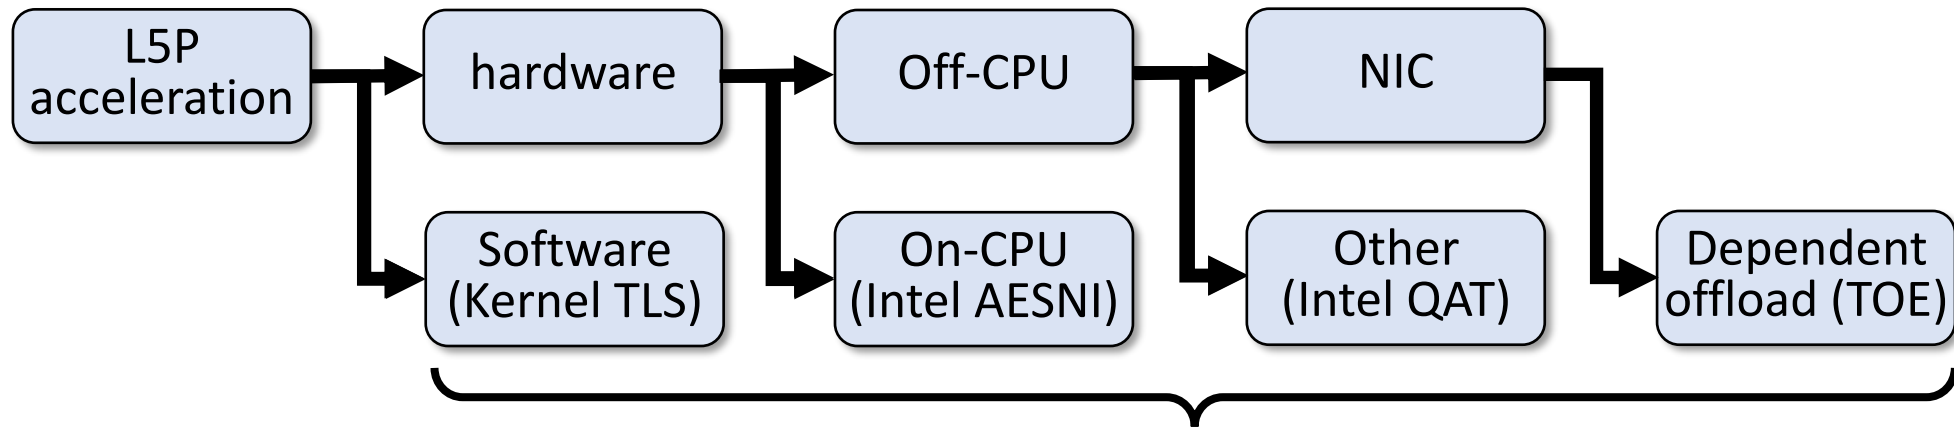 L5P
acceleration
hardware
Off-CPU
NIC
Software
(Kernel TLS)
On-CPU
(Intel AESNI)
Other
(Intel QAT)
Dependent
offload (TOE)